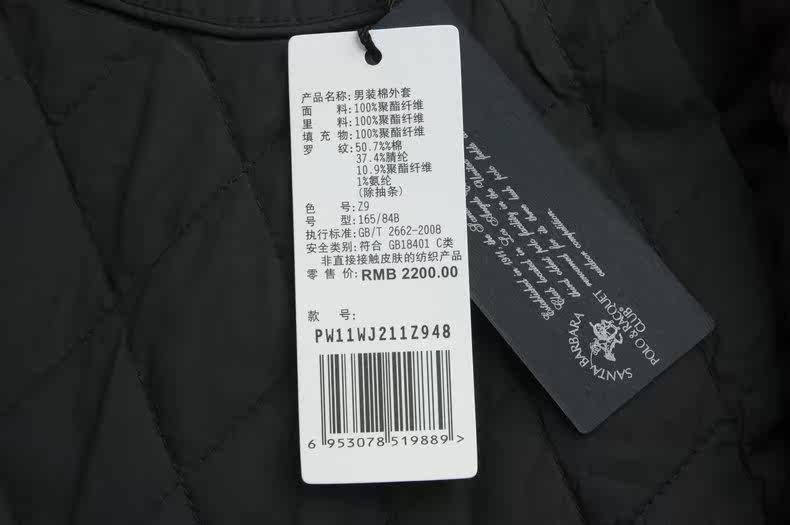 产品名称: 男装棉外套
面 料: 100%聚酯纤维
里 料: 100%聚酯纤维
填 充 物: 100%聚酯纤维
罗 纹: 50.7%%棉
37.4%腈纶
10.9%聚酯纤维
1%氨纶
(除抽条)
色 号: Z9
号 型: 165/84B
执行标准: GB/T 2662-2008
安全类别: 符合 GB18401 C类
非直接接触皮肤的纺织产品
零 售 价: RMB 2200.00
款 号:
PW11WJ211Z948
6 953078 519889 >
Established in 1911, the
SANTA BARBARA
POLO & RACQUET
CLUB